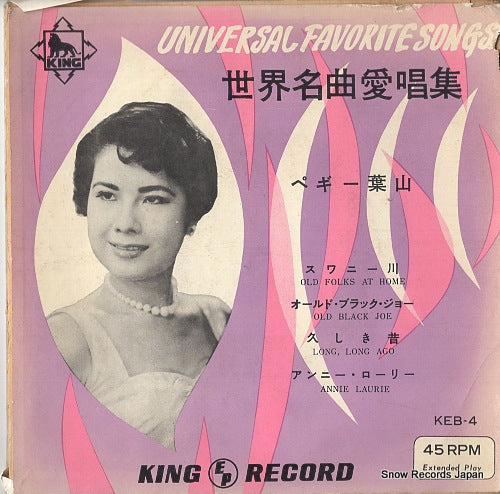 KING
UNIVERSAL FAVORITE SONGS.
世界名曲愛唱集
ペギー葉山
スワニー川
OLD FOLKS AT HOME
オールド・ブラック・ジョー
OLD BLACK JOE
久しき昔
LONG, LONG AGO
アンニー・ローリー
ANNIE LAURIE
KEB-4
45 RPM
Extended Play
KING EP RECORD
Snow Records Japan